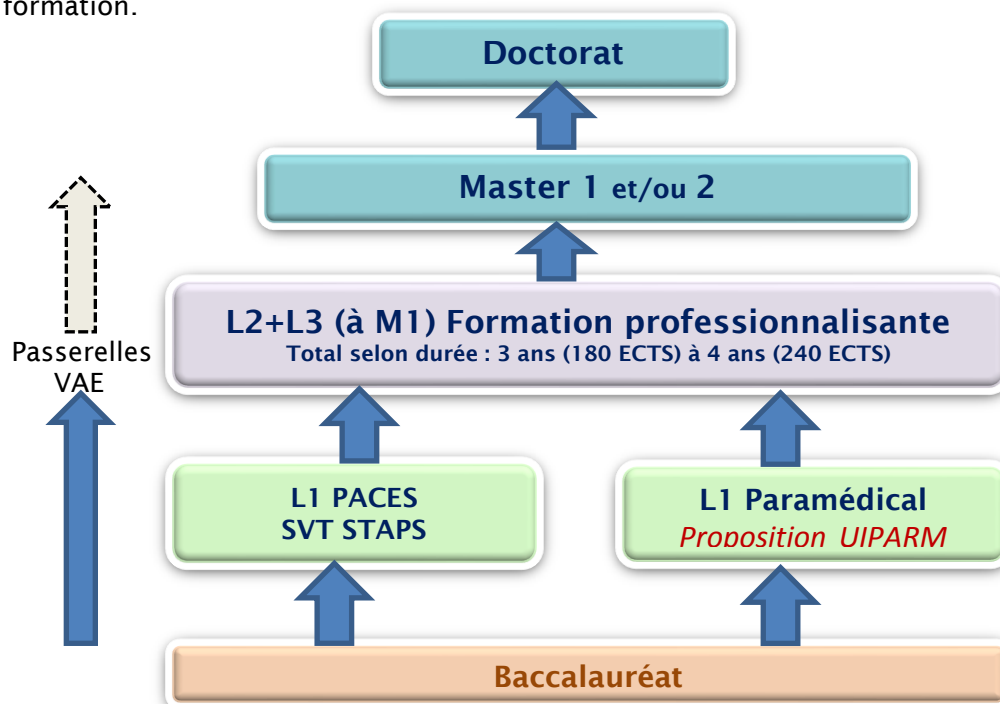 formation.
Doctorat
Master 1 et/ou 2
L2+L3 (à M1) Formation professionnalisante
Total selon durée : 3 ans (180 ECTS) à 4 ans (240 ECTS)
Passerelles
VAE
L1 PACES
SVT STAPS
L1 Paramédical
Proposition UIPARM
Baccalauréat